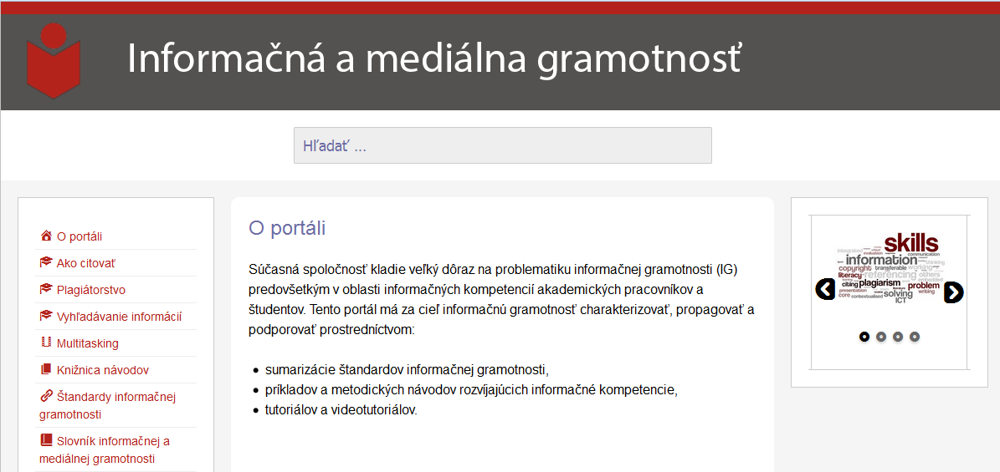 Informačná a mediálna gramotnosť
Hľadať ...
O portáli
Ako citovať
Plagiátorstvo
Vyhľadávanie informácií
Multitasking
Knižnica návodov
Štandardy informačnej
gramotnosti
Slovník informačnej a
mediálnej gramotnosti
O portáli
Súčasná spoločnosť kladie veľký dôraz na problematiku informačnej gramotnosti (IG)
predovšetkým v oblasti informačných kompetencií akademických pracovníkov a
študentov. Tento portál má za cieľ informačnú gramotnosť charakterizovať, propagovať a
podporovať prostredníctvom:
sumarizácie štandardov informačnej gramotnosti,
príkladov a metodických návodov rozvíjajúcich informačné kompetencie,
tutoriálov a videotutoriálov.
skills
integrated
evaluation
communication
information
thinking
copyright transferable working
literacy referencing others
citing plagiarism problem
presentation writing
core contextualised solving
ICT